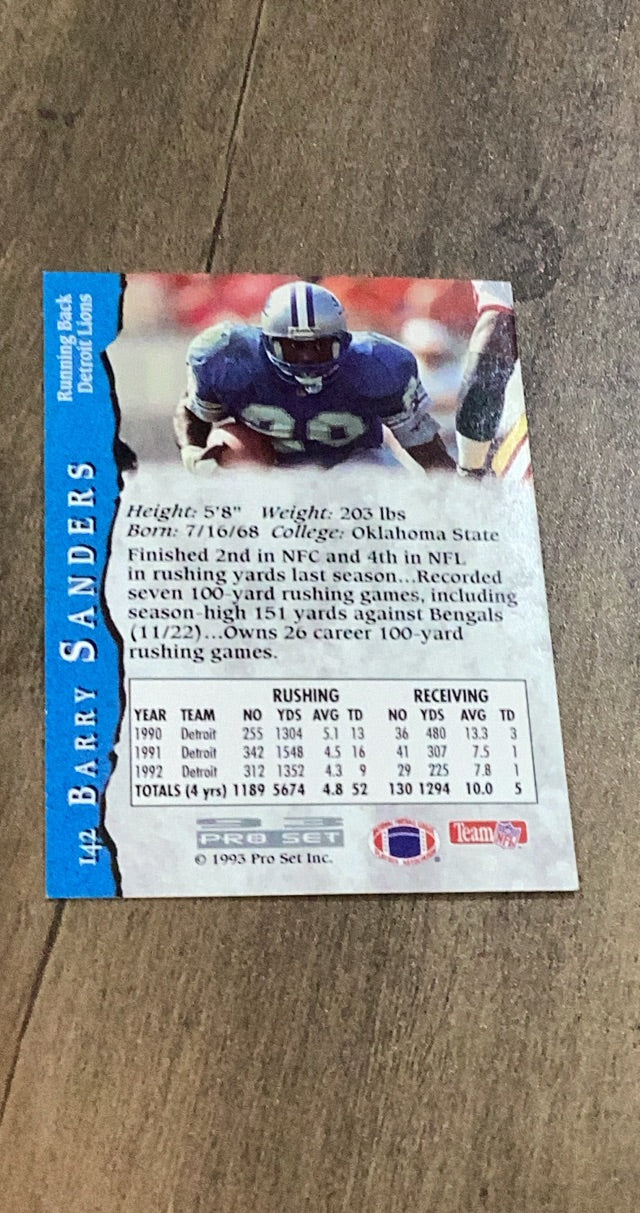 Running Back
Detroit Lions
142 BARRY SANDERS
20
Height: 5'8" Weight: 203 lbs
Born: 7/16/68 College: Oklahoma State
Finished 2nd in NFC and 4th in NFL
in rushing yards last season...Recorded
seven 100-yard rushing games, including
season-high 151 yards against Bengals
(11/22)...Owns 26 career 100-yard
rushing games.
RUSHING RECEIVING
YEAR TEAM NO YDS AVG TD NO YDS AVG TD
1990 Detroit 255 1304 5.1 13 36 480 13.3 3
1991 Detroit 342 1548 4.5 16 41 307 7.5 1
1992 Detroit 312 1352 4.3 9 29 225 7.8 1
TOTALS (4 yrs) 1189 5674 4.8 52 130 1294 10.0 5
93
PRO SET
© 1993 Pro Set Inc.
Team NFL